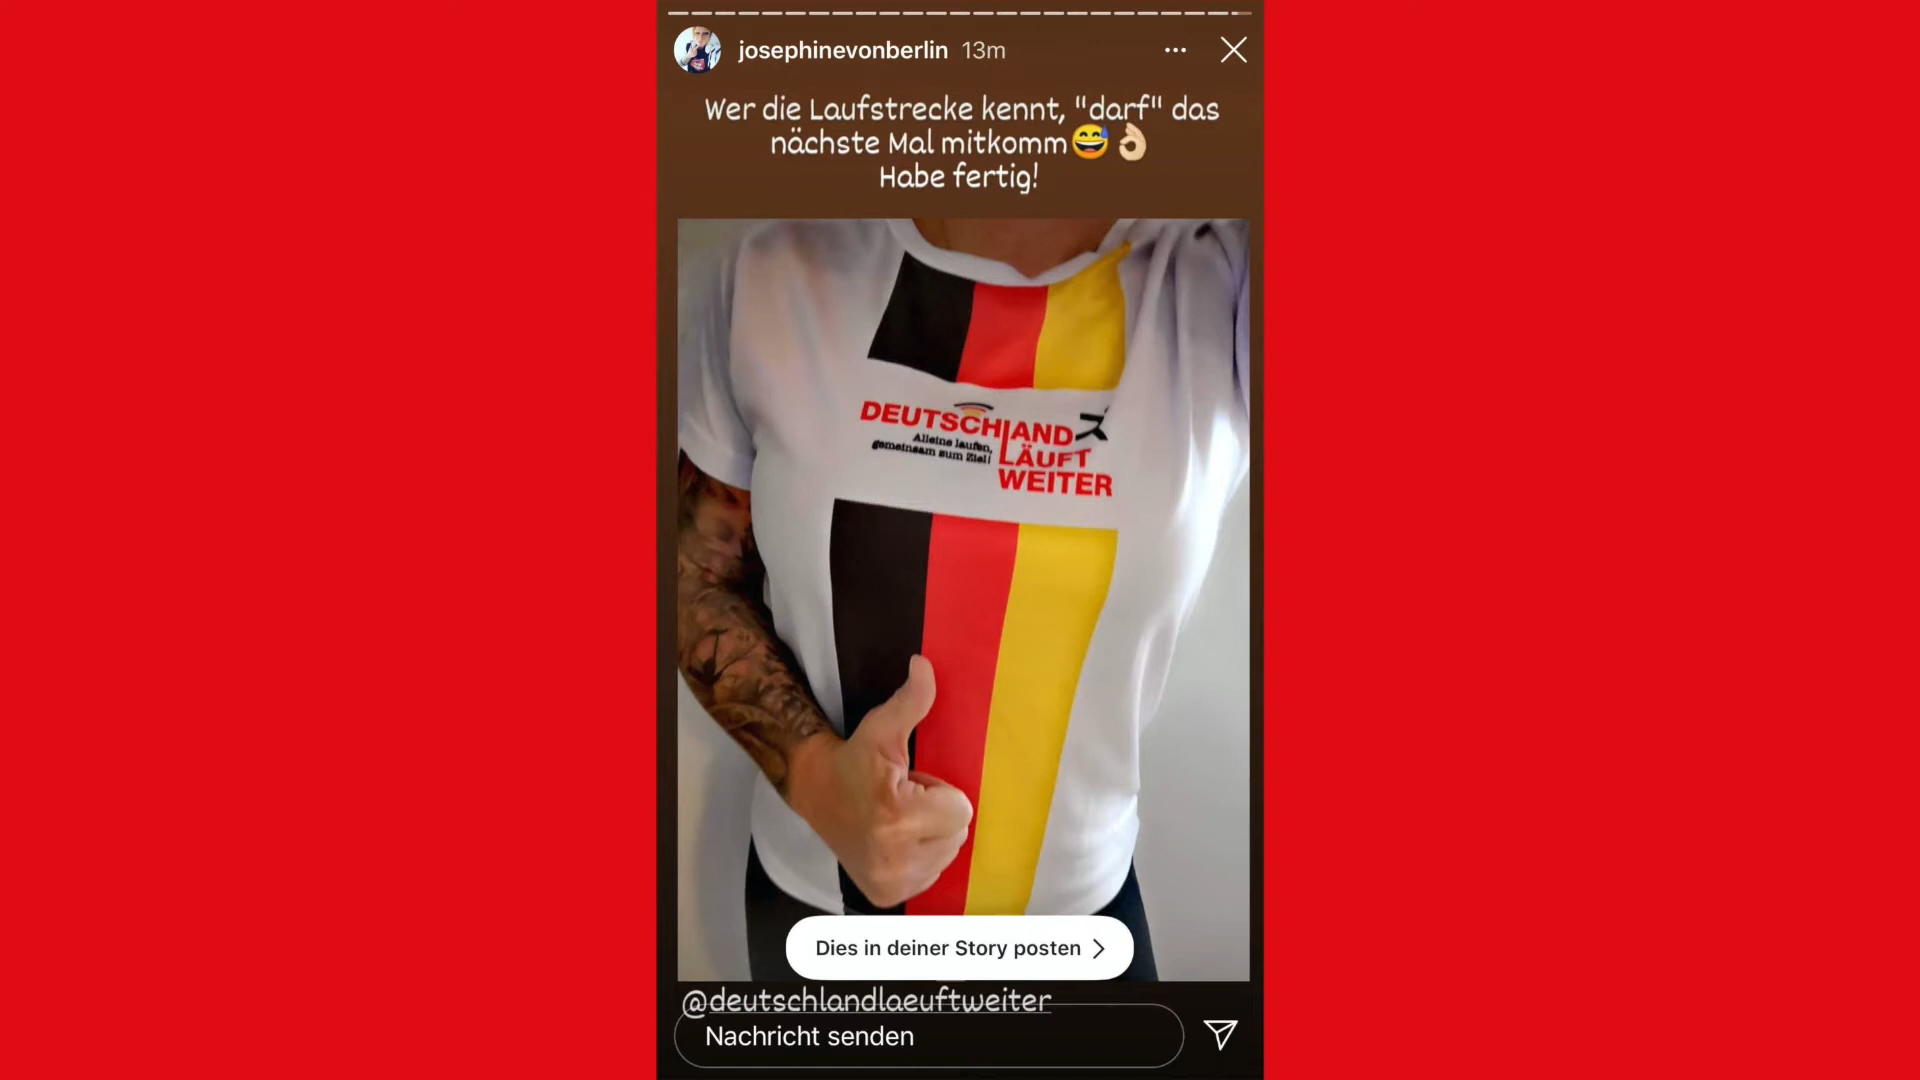 josephinevonberlin 13m
Wer die Laufstrecke kennt, "darf" das
nächste Mal mitkomm😅👌🏼
Habe fertig!
DEUTSCHLAND
Alleine laufen,
gemeinsam zum Ziel!
LÄUFT
WEITER
Dies in deiner Story posten
@deutschlandlaeuftweiter
Nachricht senden